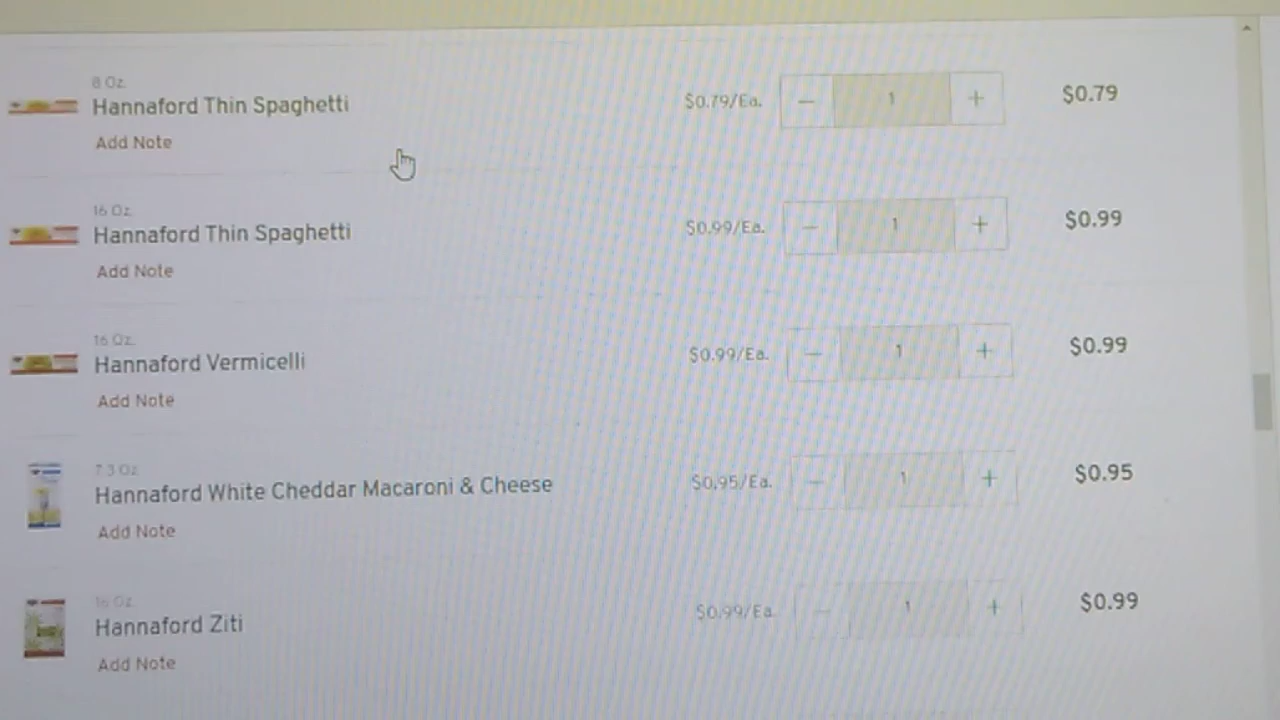 8 Oz.
Hannaford Thin Spaghetti
Add Note
$0.79/Ea.
− 1 +
$0.79
16 Oz.
Hannaford Thin Spaghetti
Add Note
$0.99/Ea.
− 1 +
$0.99
16 Oz.
Hannaford Vermicelli
Add Note
$0.99/Ea.
− 1 +
$0.99
7.3 Oz.
Hannaford White Cheddar Macaroni & Cheese
Add Note
$0.95/Ea.
− 1 +
$0.95
16 Oz.
Hannaford Ziti
Add Note
$0.99/Ea.
− 1 +
$0.99